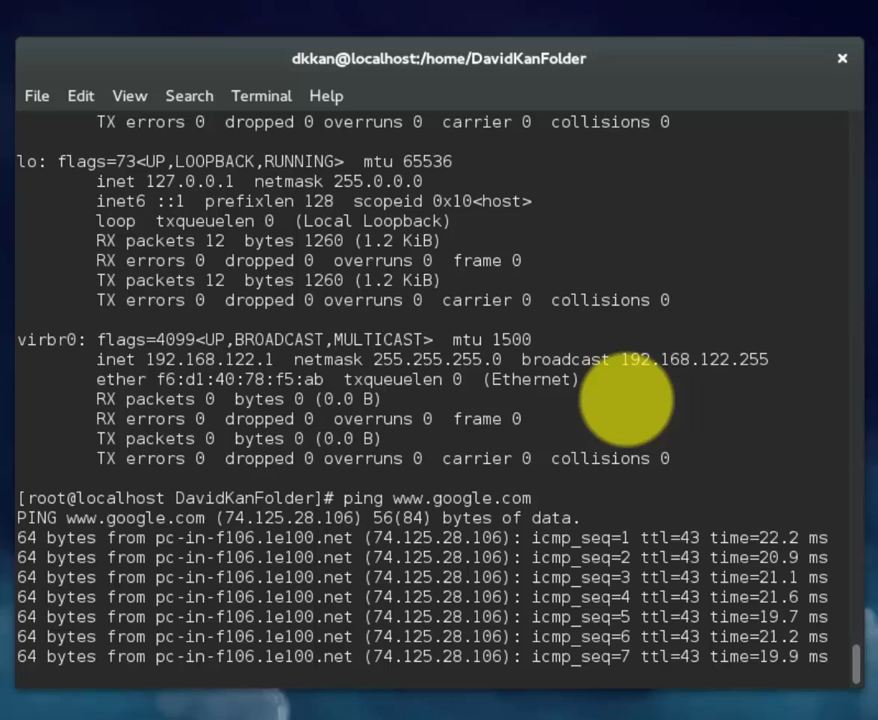 dkkan@localhost:/home/DavidKanFolder ×
File Edit View Search Terminal Help
TX errors 0 dropped 0 overruns 0 carrier 0 collisions 0
lo: flags=73<UP,LOOPBACK,RUNNING> mtu 65536
inet 127.0.0.1 netmask 255.0.0.0
inet6 ::1 prefixlen 128 scopeid 0x10<host>
loop txqueuelen 0 (Local Loopback)
RX packets 12 bytes 1260 (1.2 KiB)
RX errors 0 dropped 0 overruns 0 frame 0
TX packets 12 bytes 1260 (1.2 KiB)
TX errors 0 dropped 0 overruns 0 carrier 0 collisions 0
virbr0: flags=4099<UP,BROADCAST,MULTICAST> mtu 1500
inet 192.168.122.1 netmask 255.255.255.0 broadcast 192.168.122.255
ether f6:d1:40:78:f5:ab txqueuelen 0 (Ethernet)
RX packets 0 bytes 0 (0.0 B)
RX errors 0 dropped 0 overruns 0 frame 0
TX packets 0 bytes 0 (0.0 B)
TX errors 0 dropped 0 overruns 0 carrier 0 collisions 0
[root@localhost DavidKanFolder]# ping www.google.com
PING www.google.com (74.125.28.106) 56(84) bytes of data.
64 bytes from pc-in-f106.1e100.net (74.125.28.106): icmp_seq=1 ttl=43 time=22.2 ms
64 bytes from pc-in-f106.1e100.net (74.125.28.106): icmp_seq=2 ttl=43 time=20.9 ms
64 bytes from pc-in-f106.1e100.net (74.125.28.106): icmp_seq=3 ttl=43 time=21.1 ms
64 bytes from pc-in-f106.1e100.net (74.125.28.106): icmp_seq=4 ttl=43 time=21.6 ms
64 bytes from pc-in-f106.1e100.net (74.125.28.106): icmp_seq=5 ttl=43 time=19.7 ms
64 bytes from pc-in-f106.1e100.net (74.125.28.106): icmp_seq=6 ttl=43 time=21.2 ms
64 bytes from pc-in-f106.1e100.net (74.125.28.106): icmp_seq=7 ttl=43 time=19.9 ms